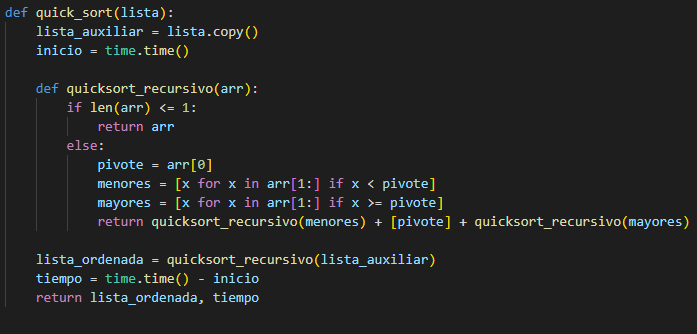 def quick_sort(lista):
    lista_auxiliar = lista.copy()
    inicio = time.time()

    def quicksort_recursivo(arr):
        if len(arr) <= 1:
            return arr
        else:
            pivote = arr[0]
            menores = [x for x in arr[1:] if x < pivote]
            mayores = [x for x in arr[1:] if x >= pivote]
            return quicksort_recursivo(menores) + [pivote] + quicksort_recursivo(mayores)

    lista_ordenada = quicksort_recursivo(lista_auxiliar)
    tiempo = time.time() - inicio
    return lista_ordenada, tiempo